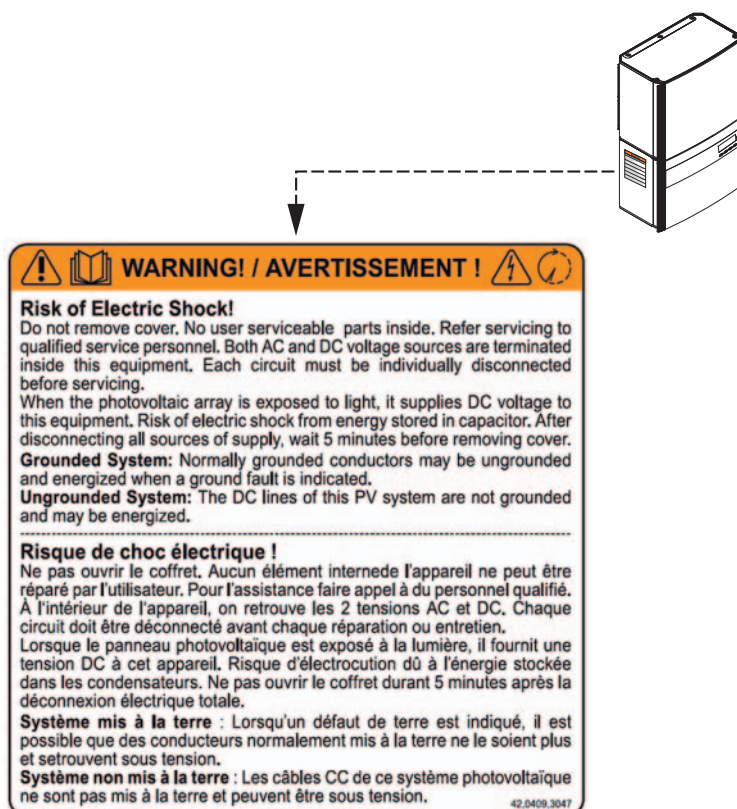 WARNING! / AVERTISSEMENT !
Risk of Electric Shock!
Do not remove cover. No user serviceable parts inside. Refer servicing to
qualified service personnel. Both AC and DC voltage sources are terminated
inside this equipment. Each circuit must be individually disconnected
before servicing.
When the photovoltaic array is exposed to light, it supplies DC voltage to
this equipment. Risk of electric shock from energy stored in capacitor. After
disconnecting all sources of supply, wait 5 minutes before removing cover.
Grounded System: Normally grounded conductors may be ungrounded
and energized when a ground fault is indicated.
Ungrounded System: The DC lines of this PV system are not grounded
and may be energized.
Risque de choc électrique !
Ne pas ouvrir le coffret. Aucun élément internede l'appareil ne peut être
réparé par l'utilisateur. Pour l'assistance faire appel à du personnel qualifié.
À l'intérieur de l'appareil, on retrouve les 2 tensions AC et DC. Chaque
circuit doit être déconnecté avant chaque réparation ou entretien.
Lorsque le panneau photovoltaïque est exposé à la lumière, il fournit une
tension DC à cet appareil. Risque d'électrocution dû à l'énergie stockée
dans les condensateurs. Ne pas ouvrir le coffret durant 5 minutes après la
déconnexion électrique totale.
Système mis à la terre : Lorsqu'un défaut de terre est indiqué, il est
possible que des conducteurs normalement mis à la terre ne le soient plus
et setrouvent sous tension.
Système non mis à la terre : Les câbles CC de ce système photovoltaïque
ne sont pas mis à la terre et peuvent être sous tension.
42,0409,3047